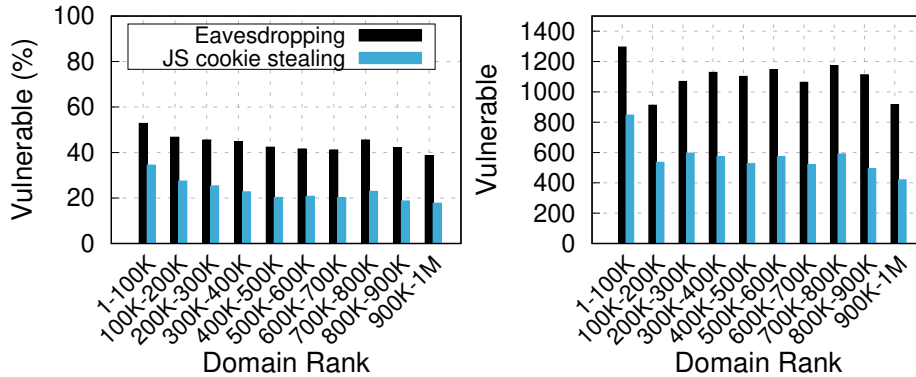 Vulnerable (%)
100
80
60
40
20
0
Eavesdropping
JS cookie stealing
1-100K
100K-200K
200K-300K
300K-400K
400K-500K
500K-600K
600K-700K
700K-800K
800K-900K
900K-1M
Domain Rank
Vulnerable
1400
1200
1000
800
600
400
200
0
1-100K
100K-200K
200K-300K
300K-400K
400K-500K
500K-600K
600K-700K
700K-800K
800K-900K
900K-1M
Domain Rank